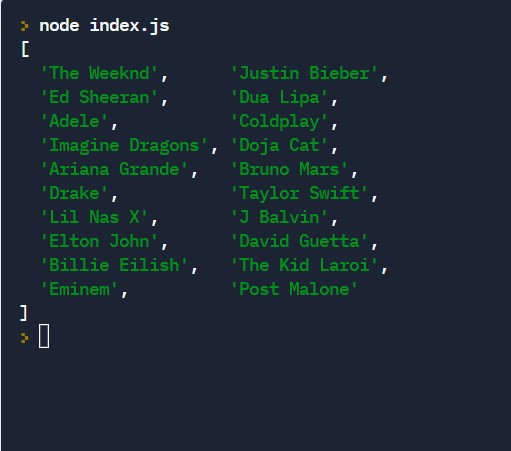 > node index.js
[
  'The Weeknd',      'Justin Bieber',
  'Ed Sheeran',      'Dua Lipa',
  'Adele',           'Coldplay',
  'Imagine Dragons', 'Doja Cat',
  'Ariana Grande',   'Bruno Mars',
  'Drake',           'Taylor Swift',
  'Lil Nas X',       'J Balvin',
  'Elton John',      'David Guetta',
  'Billie Eilish',   'The Kid Laroi',
  'Eminem',          'Post Malone'
]
>